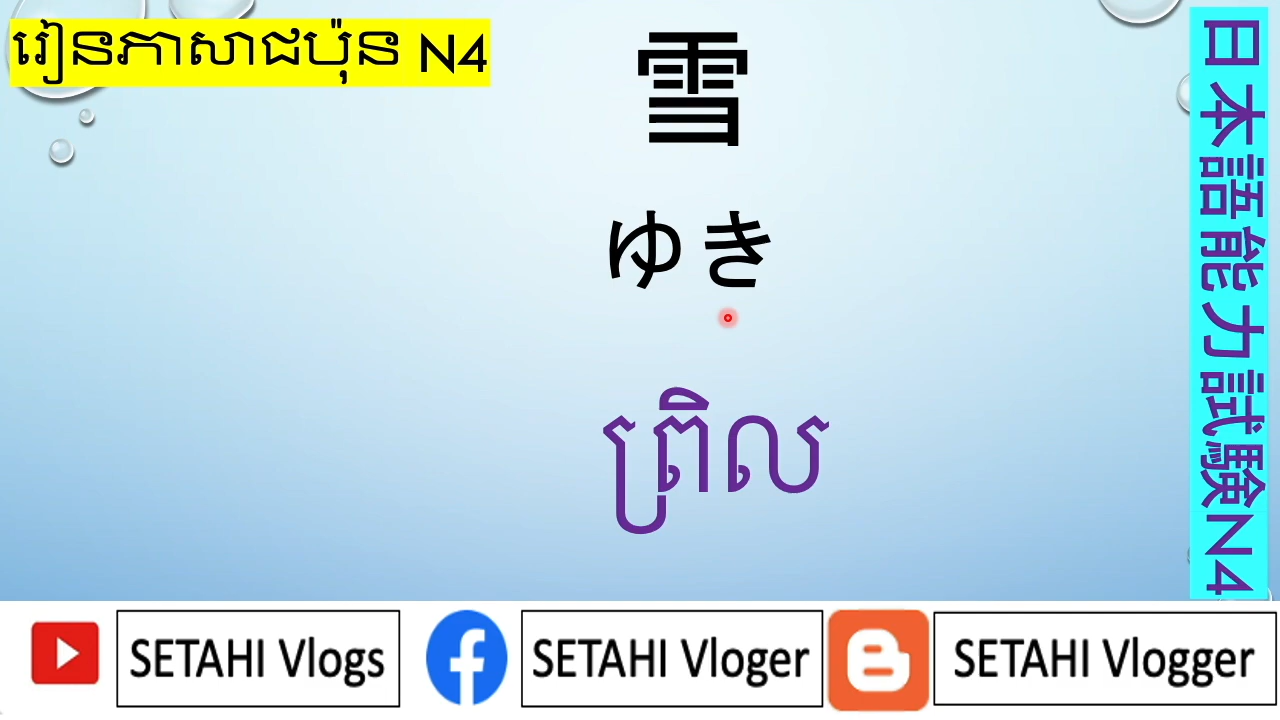 រៀនភាសាជប៉ុន N4
雪
ゆき
ព្រិល
日本語能力試験N4
SETAHI Vlogs
SETAHI Vloger
SETAHI Vlogger